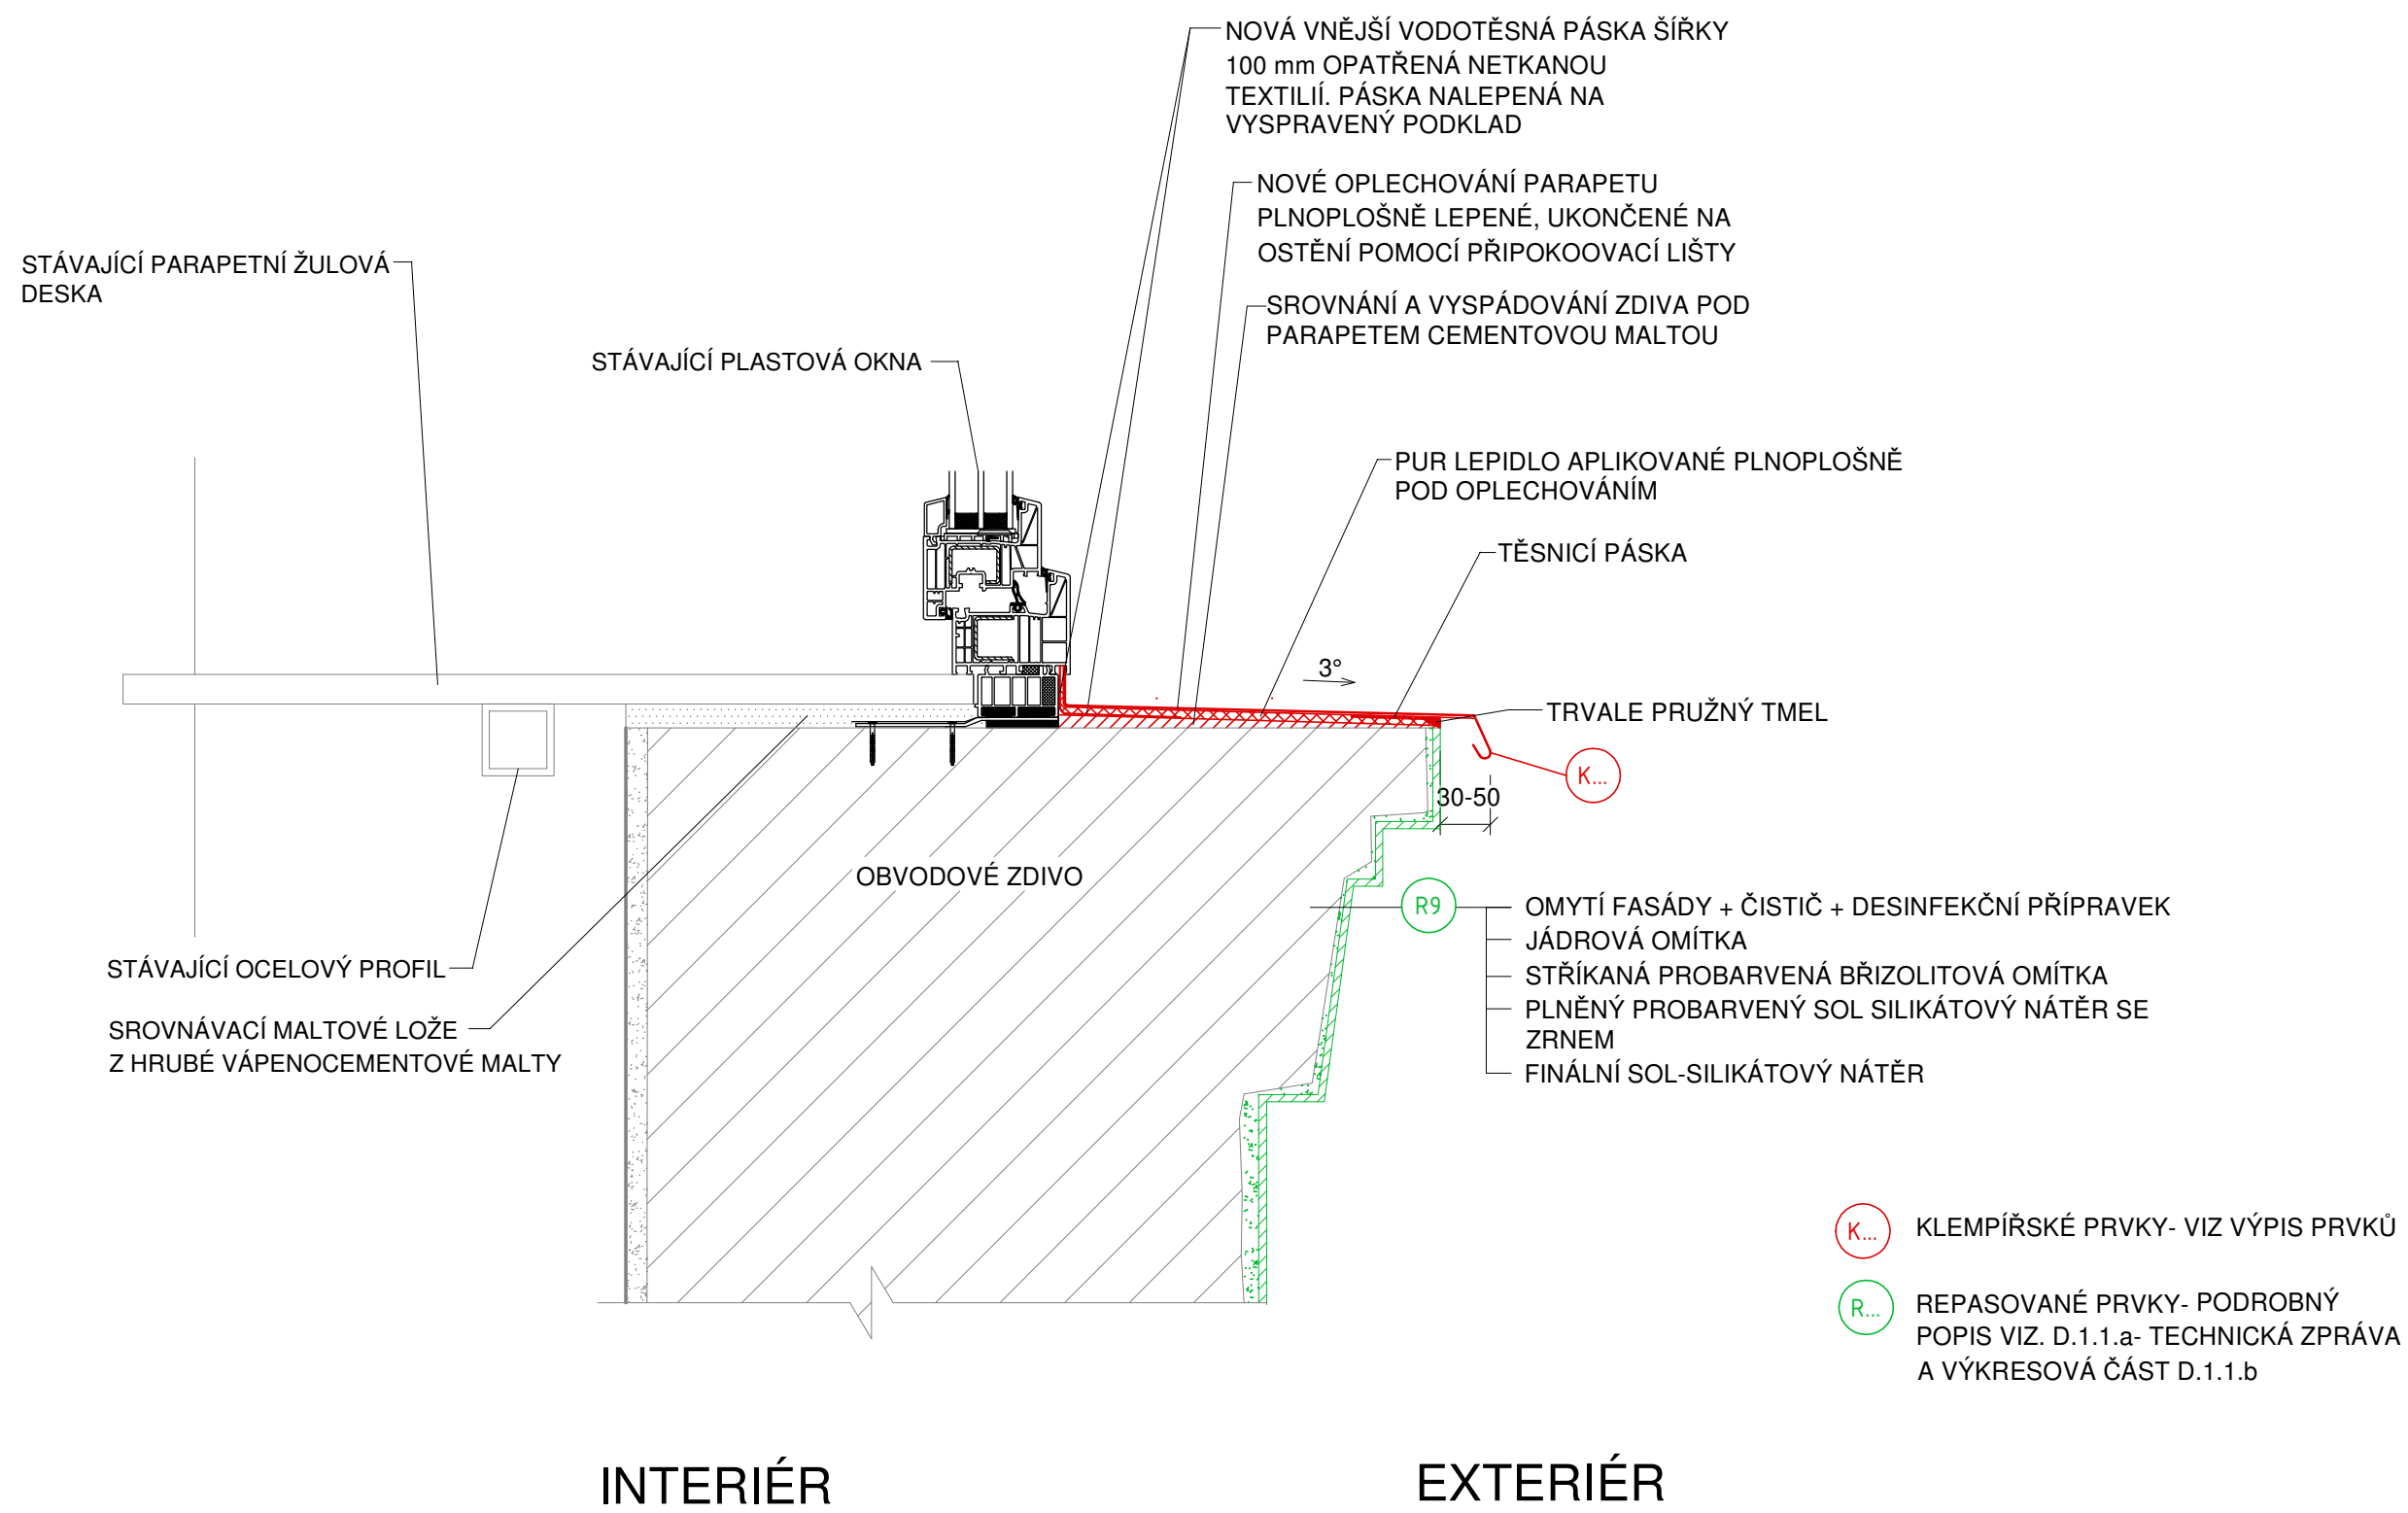 NOVÁ VNĚJŠÍ VODOTĚSNÁ PÁSKA ŠÍŘKY
100 mm OPATŘENÁ NETKANOU
TEXTILIÍ. PÁSKA NALEPENÁ NA
VYSPRAVENÝ PODKLAD
NOVÉ OPLECHOVÁNÍ PARAPETU
PLNOPLOŠNĚ LEPENÉ, UKONČENÉ NA
OSTĚNÍ POMOCÍ PŘIPOKOOVACÍ LIŠTY
STÁVAJÍCÍ PARAPETNÍ ŽULOVÁ
DESKA
SROVNÁNÍ A VYSPÁDOVÁNÍ ZDIVA POD
PARAPETEM CEMENTOVOU MALTOU
STÁVAJÍCÍ PLASTOVÁ OKNA
PUR LEPIDLO APLIKOVANÉ PLNOPLOŠNĚ
POD OPLECHOVÁNÍM
TĚSNICÍ PÁSKA
3°
TRVALE PRUŽNÝ TMEL
K...
30-50
OBVODOVÉ ZDIVO
R9
OMYTÍ FASÁDY + ČISTIČ + DESINFEKČNÍ PŘÍPRAVEK
JÁDROVÁ OMÍTKA
STŘÍKANÁ PROBARVENÁ BŘIZOLITOVÁ OMÍTKA
PLNĚNÝ PROBARVENÝ SOL SILIKÁTOVÝ NÁTĚR SE
ZRNEM
FINÁLNÍ SOL-SILIKÁTOVÝ NÁTĚR
STÁVAJÍCÍ OCELOVÝ PROFIL
SROVNÁVACÍ MALTOVÉ LOŽE
Z HRUBÉ VÁPENOCEMENTOVÉ MALTY
K... KLEMPÍŘSKÉ PRVKY- VIZ VÝPIS PRVKŮ
R... REPASOVANÉ PRVKY- PODROBNÝ
POPIS VIZ. D.1.1.a- TECHNICKÁ ZPRÁVA
A VÝKRESOVÁ ČÁST D.1.1.b
INTERIÉR
EXTERIÉR